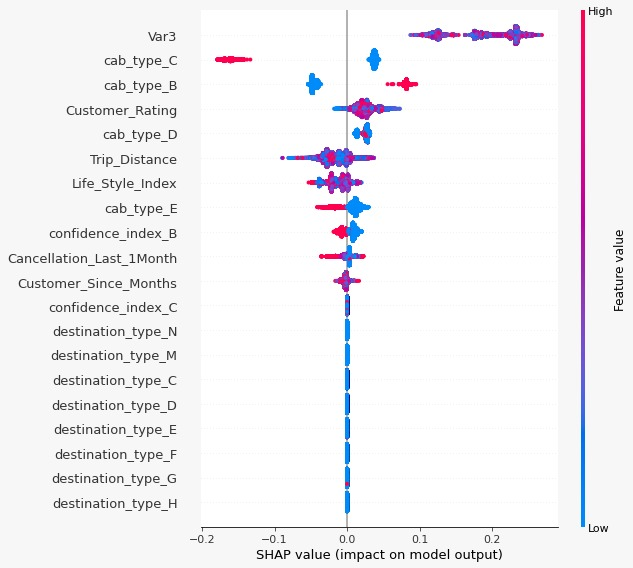 High
Var3
cab_type_C
cab_type_B
Customer_Rating
cab_type_D
Trip_Distance
Life_Style_Index
cab_type_E
confidence_index_B
Cancellation_Last_1Month
Customer_Since_Months
confidence_index_C
destination_type_N
destination_type_M
destination_type_C
destination_type_D
destination_type_E
destination_type_F
destination_type_G
destination_type_H
Feature value
Low
−0.2 −0.1 0.0 0.1 0.2
SHAP value (impact on model output)